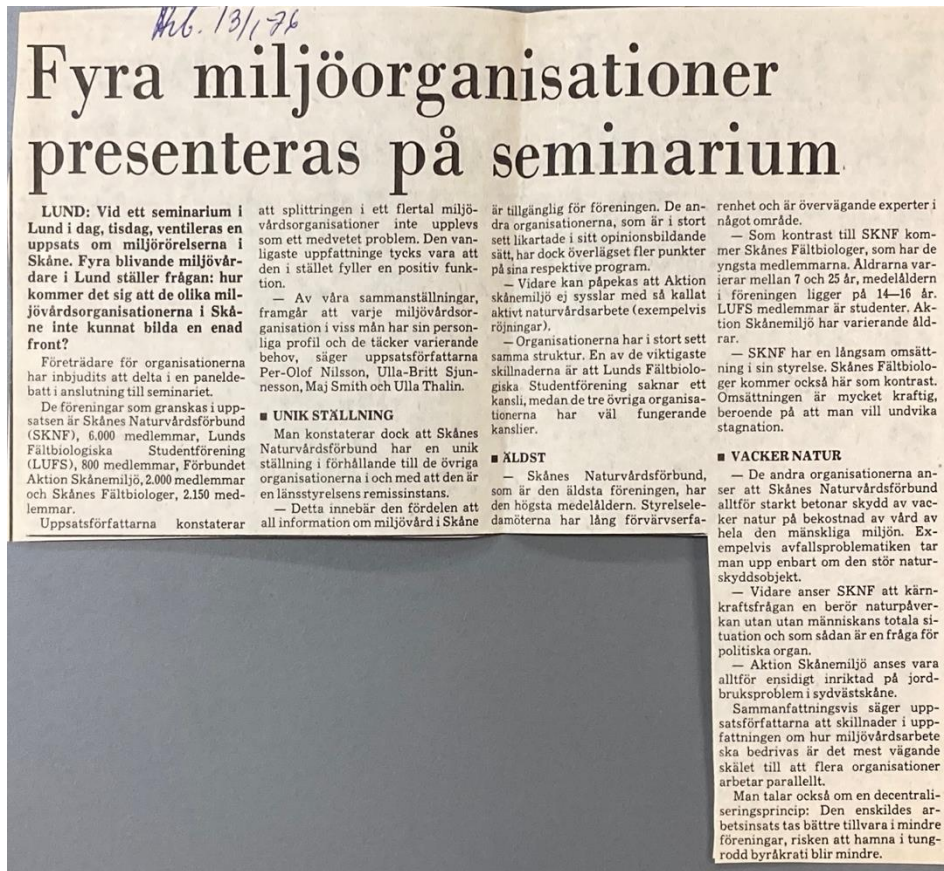 Arb. 13/1 -76
Fyra miljöorganisationer
presenteras på seminarium
LUND: Vid ett seminarium i
Lund i dag, tisdag, ventileras en
uppsats om miljörörelserna i
Skåne. Fyra blivande miljövår-
dare i Lund ställer frågan: hur
kommer det sig att de olika mil-
jövårdsorganisationerna i Skå-
ne inte kunnat bilda en enad
front?
Företrädare för organisationerna
har inbjudits att delta i en paneldeb-
batt i anslutning till seminariet.
De föreningar som granskas i upp-
satsen är Skånes Naturvårdsförbund
(SKNF), 6.000 medlemmar, Lunds
Fältbiologiska Studentförening
(LUFS), 800 medlemmar, Förbundet
Aktion Skånemiljö, 2.000 medlemmar
och Skånes Fältbiologer, 2.150 med-
lemmar.
Uppsatsförfattarna konstaterar
att splittringen i ett flertal miljö-
vårdsorganisationer inte upplevs
som ett medvetet problem. Den van-
ligaste uppfattninge tycks vara att
den i stället fyller en positiv funk-
tion.
— Av våra sammanställningar,
framgår att varje miljövårdsor-
ganisation i viss mån har sin person-
liga profil och de täcker varierande
behov, säger uppsatsförfattarna
Per-Olof Nilsson, Ulla-Britt Sjun-
nesson, Maj Smith och Ulla Thalin.
■ UNIK STÄLLNING
Man konstaterar dock att Skånes
Naturvårdsförbund har en unik
ställning i förhållande till de övriga
organisationerna i och med att den är
en länsstyrelsens remissinstans.
— Detta innebär den fördelen att
all information om miljövård i Skåne
är tillgänglig för föreningen. De an-
dra organisationerna, som är i stort
sett likartade i sitt opinionsbildande
sätt, har dock överlägset fler punkter
på sina respektive program.
— Vidare kan påpekas att Aktion
skånemiljö ej sysslar med så kallat
aktivt naturvårdsarbete (exempelvis
röjningar).
— Organisationerna har i stort sett
samma struktur. En av de viktigaste
skillnaderna är att Lunds Fältbiolo-
giska Studentförening saknar ett
kansli, medan de tre övriga organisa-
tionerna har väl fungerande
kanslier.
■ ÄLDST
— Skånes Naturvårdsförbund,
som är den äldsta föreningen, har
den högsta medelåldern. Styrelsele-
damöterna har lång förvärvserfa-
renhet och är övervägande experter i
något område.
— Som kontrast till SKNF kom-
mer Skånes Fältbiologer, som har de
yngsta medlemmarna. Åldrarna var-
ierar mellan 7 och 25 år, medelåldern
i föreningen ligger på 14—16 år.
LUFS medlemmar är studenter. Ak-
tion Skånemiljö har varierande åld-
rar.
— SKNF har en långsam omsätt-
ning i sin styrelse. Skånes Fältbiolo-
ger kommer också här som kontrast.
Omsättningen är mycket kraftig,
beroende på att man vill undvika
stagnation.
■ VACKER NATUR
— De andra organisationerna an-
ser att Skånes Naturvårdsförbund
alltför starkt betonar skydd av vac-
ker natur på bekostnad av vård av
hela den mänskliga miljön. Ex-
empelvis avfallsproblematiken tar
man upp enbart om den stör natur-
skyddsobjekt.
— Vidare anser SKNF att kärn-
kraftsfrågan en berör naturpåver-
kan utan utan människans totala si-
tuation och som sådan är en fråga för
politiska organ.
— Aktion Skånemiljö anses vara
alltför ensidigt inriktad på jord-
bruksproblem i sydvästskåne.
Sammanfattningsvis säger upp-
satsförfattarna att skillnader i upp-
fattningen om hur miljövårdsarbete
ska bedrivas är det mest vägande
skälet till att flera organisationer
arbetar parallellt.
Man talar också om en decentrali-
seringsprincip: Den enskildes ar-
betsinsats tas bättre tillvara i mindre
föreningar, risken att hamna i tung-
rodd byråkrati blir mindre.